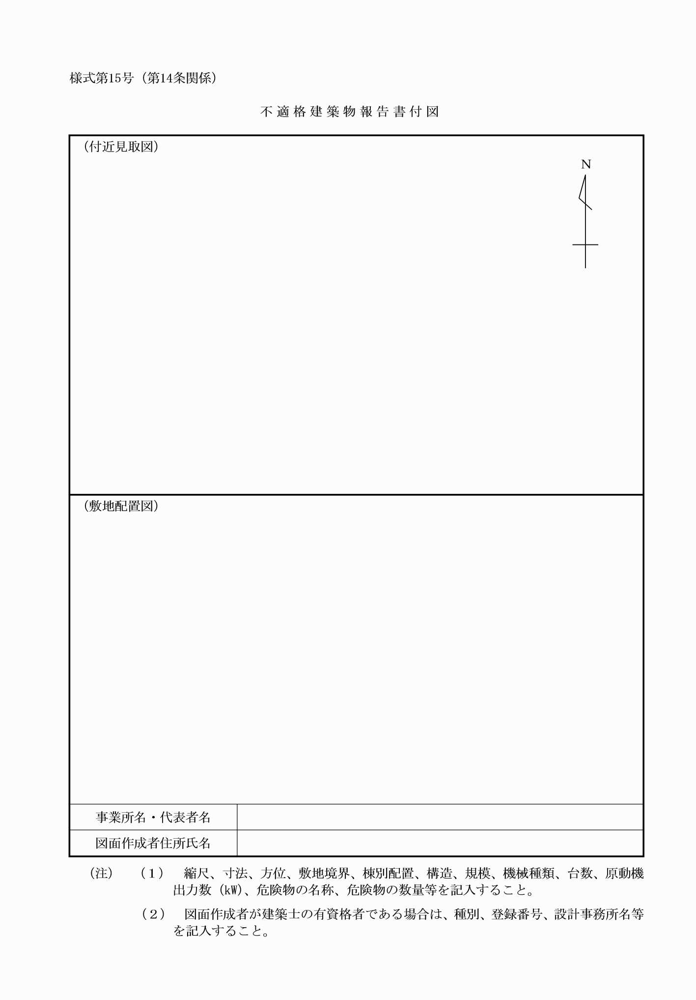 様式第15号（第14条関係）
不適格建築物報告書付図
（付近見取図）
N
（敷地配置図）
事業所名・代表者名
図面作成者住所氏名
（注）　（１）　縮尺、寸法、方位、敷地境界、棟別配置、構造、規模、機械種類、台数、原動機
出力数（kW）、危険物の名称、危険物の数量等を記入すること。
（２）　図面作成者が建築士の有資格者である場合は、種別、登録番号、設計事務所名等
を記入すること。